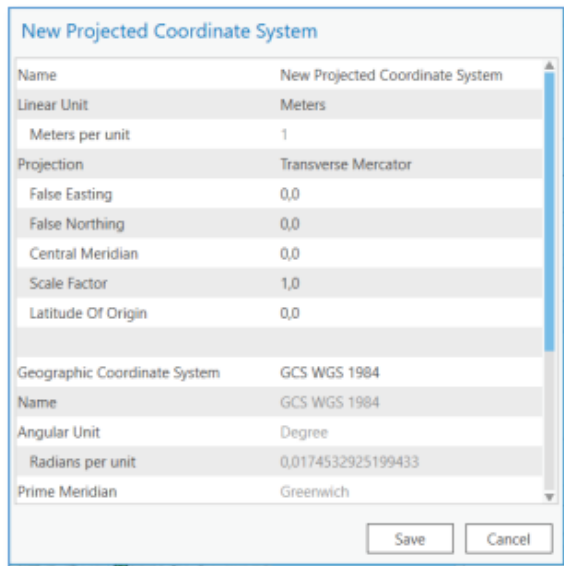 New Projected Coordinate System
Name New Projected Coordinate System
Linear Unit Meters
Meters per unit 1
Projection Transverse Mercator
False Easting 0,0
False Northing 0,0
Central Meridian 0,0
Scale Factor 1,0
Latitude Of Origin 0,0
Geographic Coordinate System GCS WGS 1984
Name GCS WGS 1984
Angular Unit Degree
Radians per unit 0,0174532925199433
Prime Meridian Greenwich
Save Cancel